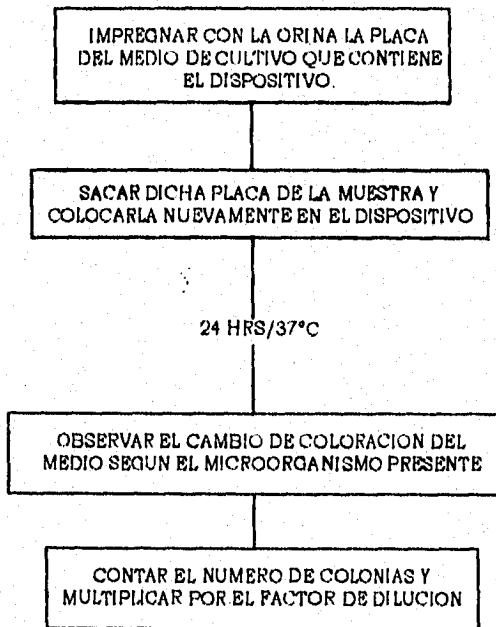 IMPREGNAR CON LA ORINA LA PLACA
DEL MEDIO DE CULTIVO QUE CONTIENE
EL DISPOSITIVO.
SACAR DICHA PLACA DE LA MUESTRA Y
COLOCARLA NUEVAMENTE EN EL DISPOSITIVO
24 HRS/37°C
OBSERVAR EL CAMBIO DE COLORACION DEL
MEDIO SEGUN EL MICROORGANISMO PRESENTE
CONTAR EL NUMERO DE COLONIAS Y
MULTIPLICAR POR EL FACTOR DE DILUCION